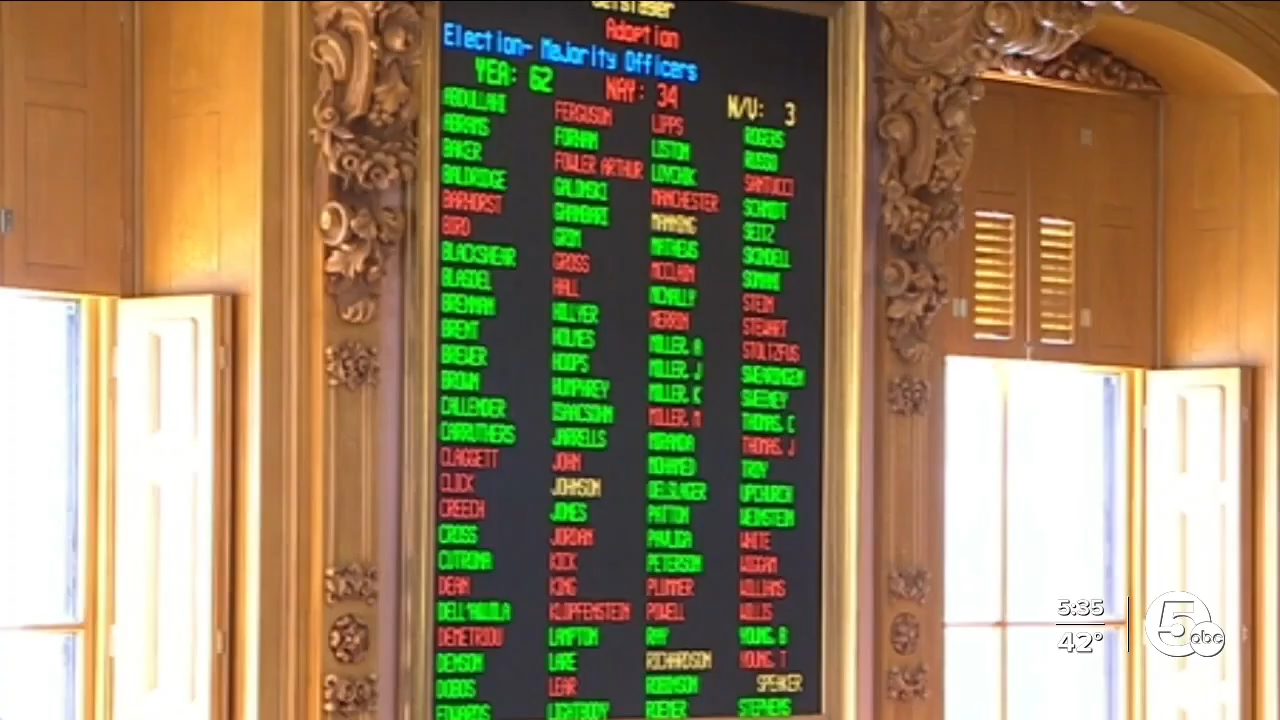 Oelslager
Adoption
Election- Majority Officers
YEA: 62 NAY: 34 N/V: 3
ABDULLAHI
ABRAMS
BAKER
BALDRIDGE
BARHORST
BIRD
BLACKSHEAR
BLASDEL
BRENNAN
BRENT
BREWER
BROWN
CALLENDER
CARRUTHERS
CLAGGETT
CLICK
CREECH
CROSS
CUTRONA
DEAN
DELL'AQUILA
DEMETRIOU
DENSON
DOBOS
EDWARDS
FERGUSON
FORHAN
FOWLER ARTHUR
GALONSKI
GHANBARI
GRIM
GROSS
HALL
HILLYER
HOLMES
HOOPS
HUMPHREY
ISAACSOHN
JARRELLS
JOHN
JOHNSON
JONES
JORDAN
KICK
KING
KLOPFENSTEIN
LAMPTON
LARE
LEAR
LIGHTBODY
LIPPS
LISTON
LOYCHIK
MANCHESTER
MANNING
MATHEWS
MCCLAIN
MCNALLY
MERRIN
MILLER, A
MILLER, J
MILLER, K
MILLER, M
MIRANDA
MOHAMED
OELSLAGER
PATTON
PAVLIGA
PETERSON
PLUMMER
POWELL
RAY
RICHARDSON
ROBINSON
ROEMER
ROGERS
RUSSO
SANTUCCI
SCHMIDT
SEITZ
SKINDELL
SOMANI
STEIN
STEWART
STOLTZFUS
SWEARINGEN
SWEENEY
THOMAS, C
THOMAS, J
TROY
UPCHURCH
WEINSTEIN
WHITE
WIGGAM
WILLIAMS
WILLIS
YOUNG, B
YOUNG, T
SPEAKER
STEPHENS
5:35
42°
5 abc